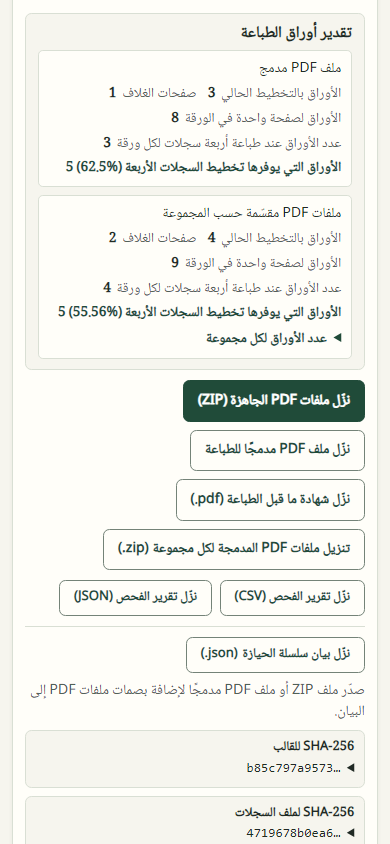 تقدير أوراق الطباعة
ملف PDF مدمج
الأوراق بالتخطيط الحالي 3 صفحات الغلاف 1
الأوراق لصفحة واحدة في الورقة 8
عدد الأوراق عند طباعة أربعة سجلات لكل ورقة 3
الأوراق التي يوفرها تخطيط السجلات الأربعة 5 (62.5%)
ملفات PDF مقسّمة حسب المجموعة
الأوراق بالتخطيط الحالي 4 صفحات الغلاف 2
الأوراق لصفحة واحدة في الورقة 9
عدد الأوراق عند طباعة أربعة سجلات لكل ورقة 4
الأوراق التي يوفرها تخطيط السجلات الأربعة 5 (55.56%)
◀ عدد الأوراق لكل مجموعة
نزّل ملفات PDF الجاهزة (ZIP)
نزّل ملف PDF مدمجًا للطباعة
نزّل شهادة ما قبل الطباعة (.pdf)
تنزيل ملفات PDF المدمجة لكل مجموعة (.zip)
نزّل تقرير الفحص (CSV) نزّل تقرير الفحص (JSON)
نزّل بيان سلسلة الحيازة (.json)
صدّر ملف ZIP أو ملف PDF مدمجًا لإضافة بصمات ملفات PDF إلى
البيان.
SHA-256 للقالب
◀ b85c797a9573…
SHA-256 لملف السجلات
◀ 4719678b0ea6…